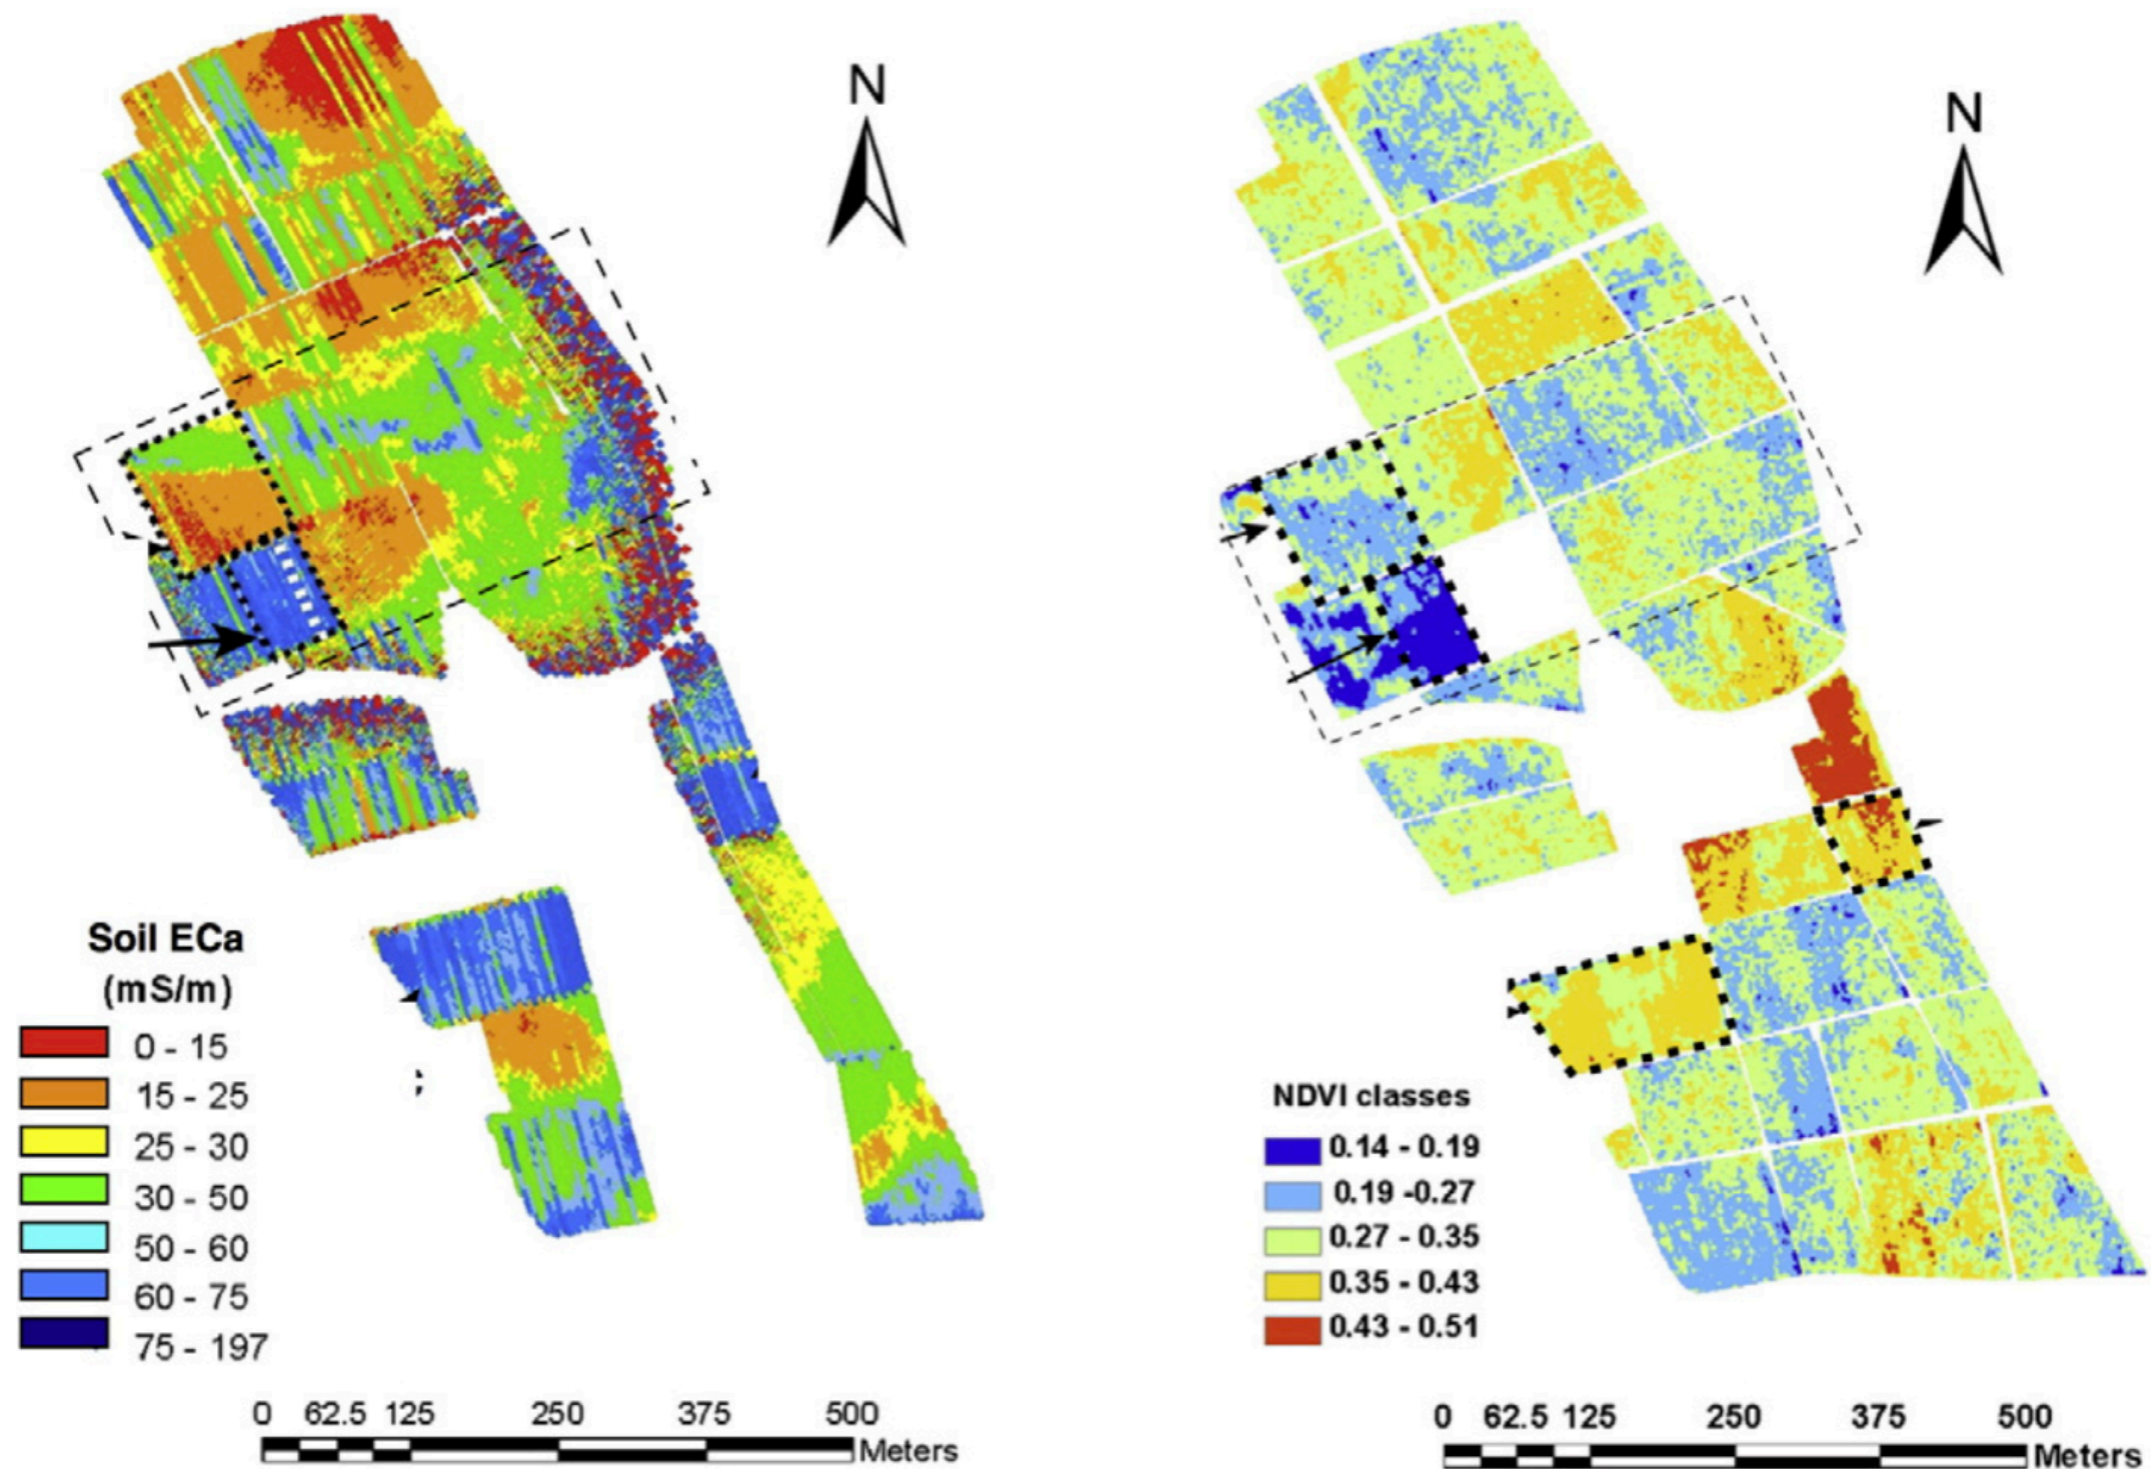 N
N
Soil ECa
(mS/m)
0 - 15
15 - 25
25 - 30
30 - 50
50 - 60
60 - 75
75 - 197
0 62.5 125 250 375 500
Meters
NDVI classes
0.14 - 0.19
0.19 -0.27
0.27 - 0.35
0.35 - 0.43
0.43 - 0.51
0 62.5 125 250 375 500
Meters